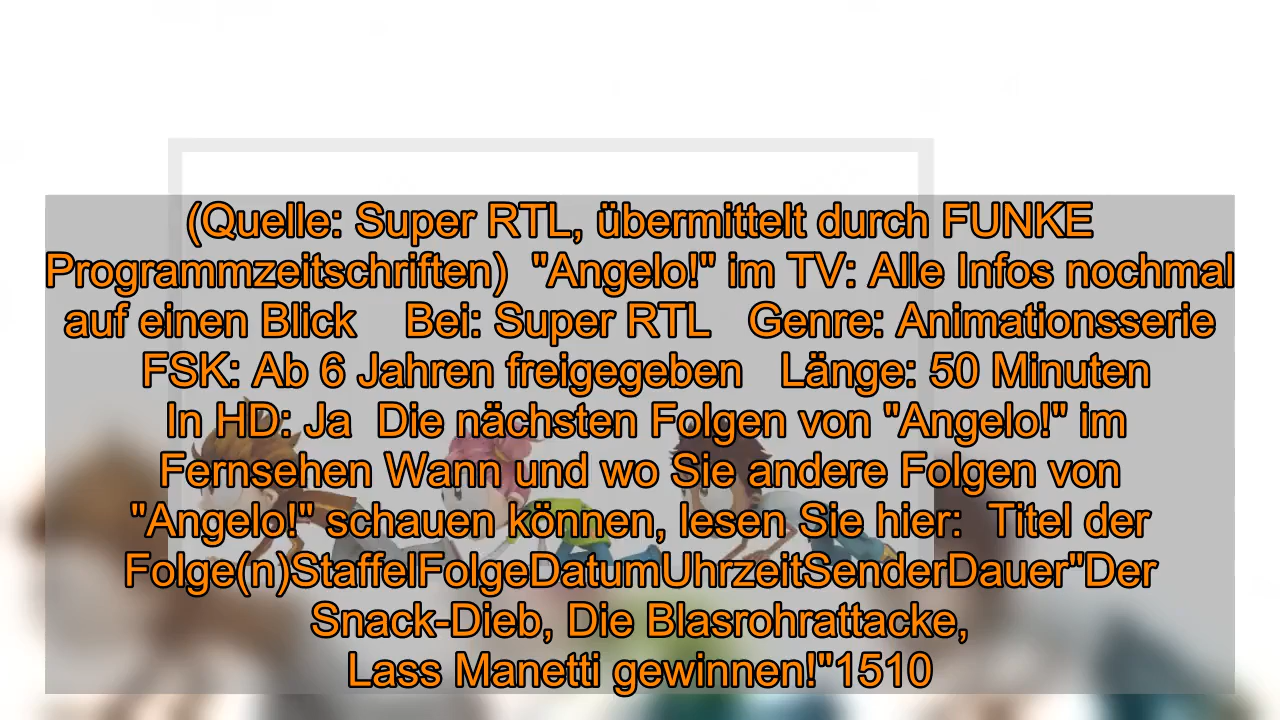 (Quelle: Super RTL, übermittelt durch FUNKE
Programmzeitschriften)  "Angelo!" im TV: Alle Infos nochmal
auf einen Blick    Bei: Super RTL   Genre: Animationsserie
FSK: Ab 6 Jahren freigegeben   Länge: 50 Minuten
In HD: Ja  Die nächsten Folgen von "Angelo!" im
Fernsehen Wann und wo Sie andere Folgen von
"Angelo!" schauen können, lesen Sie hier:  Titel der
Folge(n)StaffelFolgeDatumUhrzeitSenderDauer"Der
Snack-Dieb, Die Blasrohrattacke,
Lass Manetti gewinnen!"1510